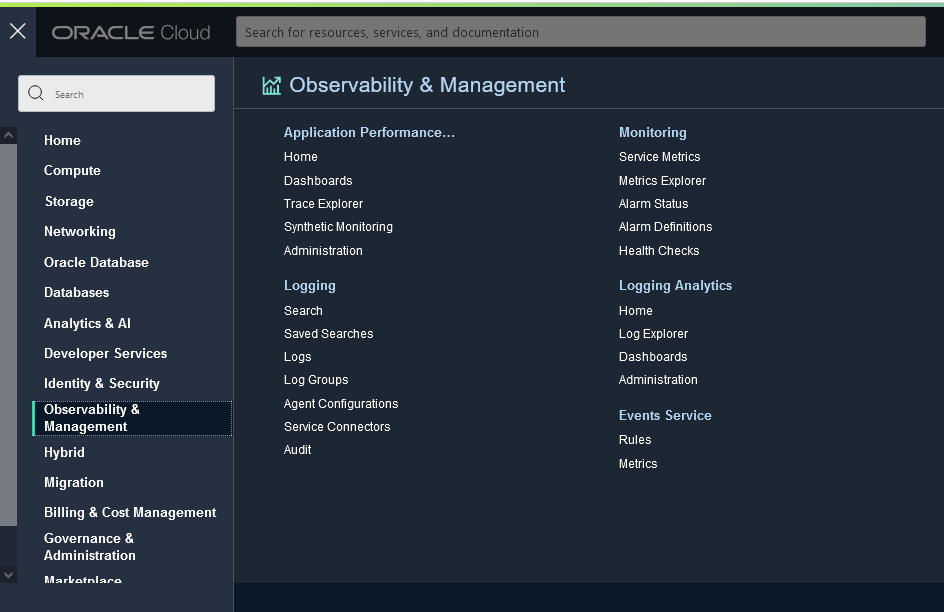 ORACLE Cloud
Search for resources, services, and documentation
Search
Home
Compute
Storage
Networking
Oracle Database
Databases
Analytics & AI
Developer Services
Identity & Security
Observability &
Management
Hybrid
Migration
Billing & Cost Management
Governance &
Administration
Marketplace
Observability & Management
Application Performance...
Home
Dashboards
Trace Explorer
Synthetic Monitoring
Administration
Logging
Search
Saved Searches
Logs
Log Groups
Agent Configurations
Service Connectors
Audit
Monitoring
Service Metrics
Metrics Explorer
Alarm Status
Alarm Definitions
Health Checks
Logging Analytics
Home
Log Explorer
Dashboards
Administration
Events Service
Rules
Metrics